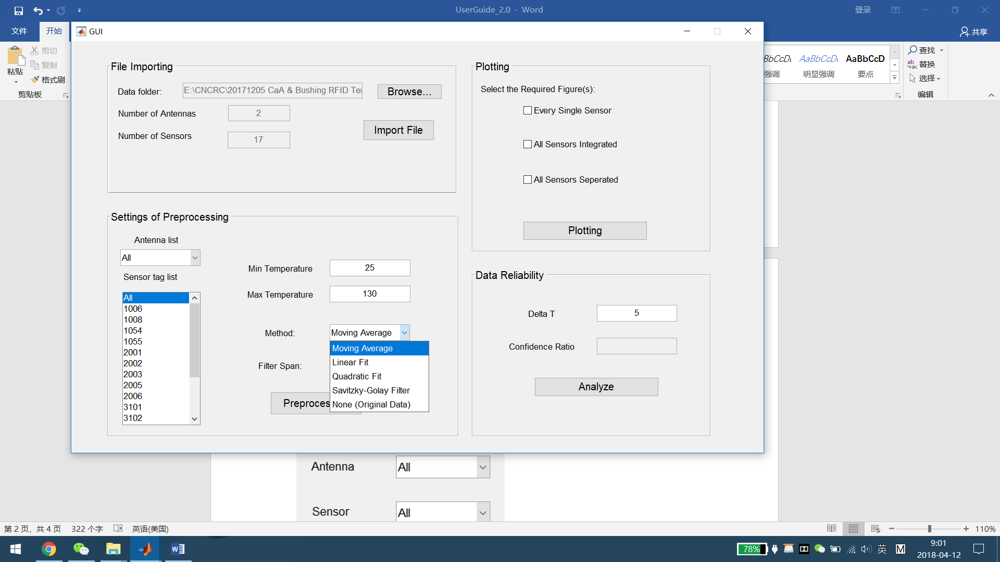 UserGuide_2.0 - Word
登录
文件
开始
共享
GUI
粘贴
剪切
复制
格式刷
剪贴板
AaBbCcD
强调
明显强调
要点
查找
替换
选择
编辑
File Importing
Data folder:
E:\CNCRC\20171205 CaA & Bushing RFID Te
Browse...
Number of Antennas
2
Number of Sensors
17
Import File
Plotting
Select the Required Figure(s):
Every Single Sensor
All Sensors Integrated
All Sensors Seperated
Plotting
Settings of Preprocessing
Antenna list
All
Sensor tag list
All
1006
1008
1054
1055
2001
2002
2003
2005
2006
3101
3102
Min Temperature
25
Max Temperature
130
Method:
Moving Average
Moving Average
Linear Fit
Quadratic Fit
Savitzky-Golay Filter
None (Original Data)
Filter Span:
Preproces
Data Reliability
Delta T
5
Confidence Ratio
Analyze
Antenna
All
Sensor
All
第 2 页，共 4 页
322 个字
英语(美国)
110%
78%
英
M
9:01
2018-04-12